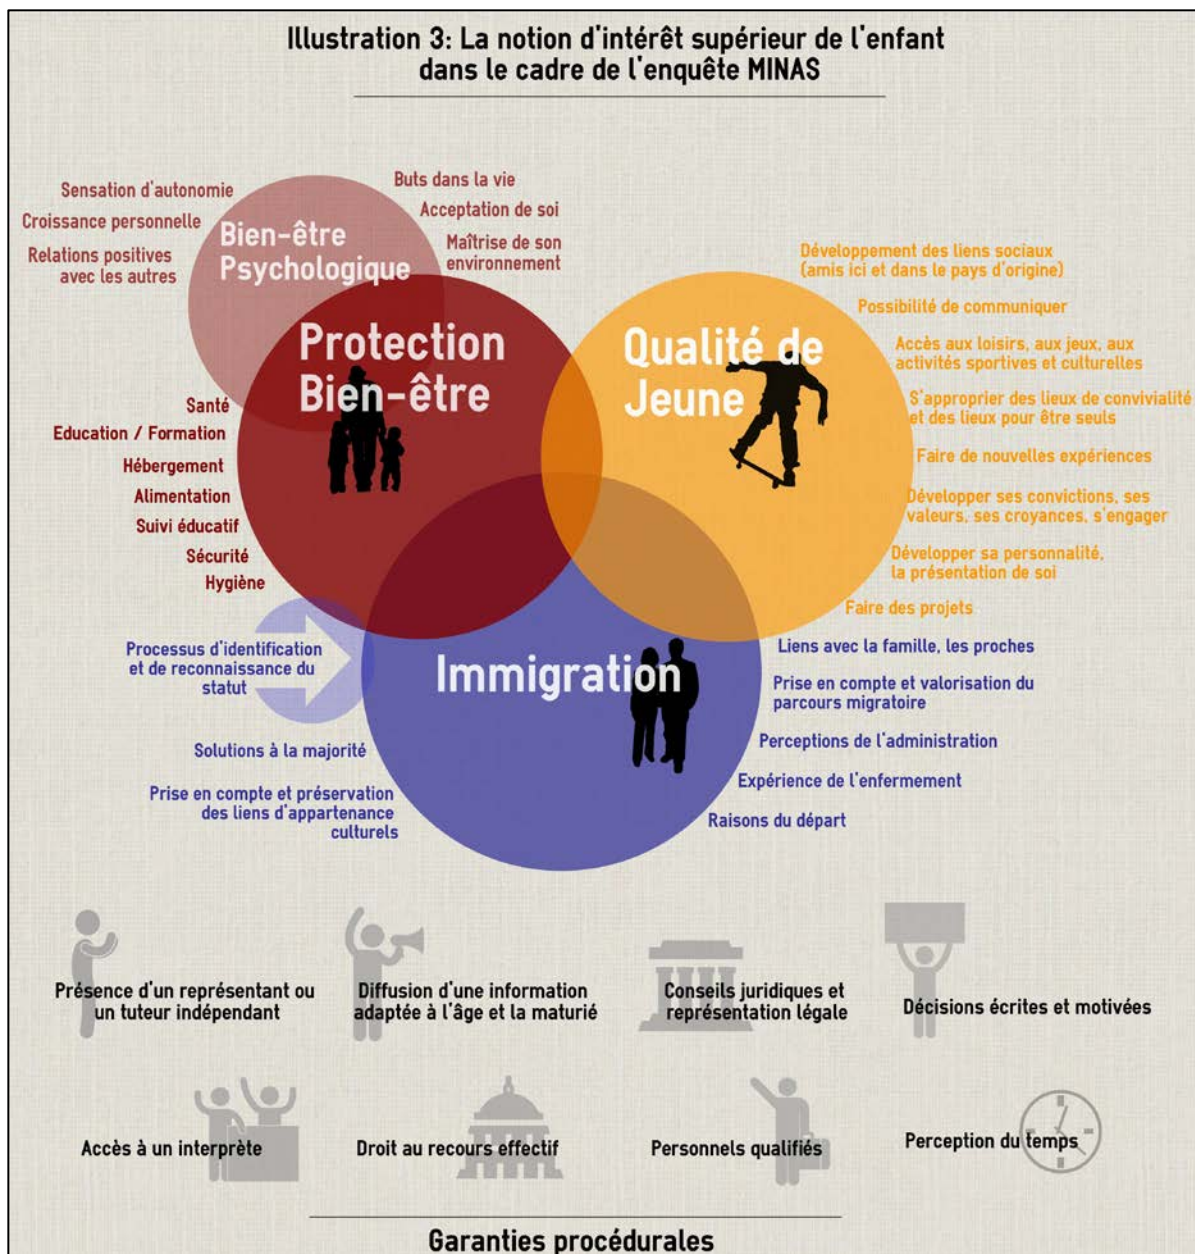 Illustration 3: La notion d'intérêt supérieur de l'enfant
dans le cadre de l'enquête MINAS
Sensation d'autonomie
Croissance personnelle
Relations positives
avec les autres
Bien-être
Psychologique
Buts dans la vie
Acceptation de soi
Maîtrise de son
environnement
Protection
Bien-être
Santé
Education / Formation
Hébergement
Alimentation
Suivi éducatif
Sécurité
Hygiène
Qualité de
Jeune
Développement des liens sociaux
(amis ici et dans le pays d'origine)
Possibilité de communiquer
Accès aux loisirs, aux jeux, aux
activités sportives et culturelles
S'approprier des lieux de convivialité
et des lieux pour être seuls
Faire de nouvelles expériences
Développer ses convictions, ses
valeurs, ses croyances, s'engager
Développer sa personnalité,
la présentation de soi
Faire des projets
Immigration
Processus d'identification
et de reconnaissance du
statut
Solutions à la majorité
Prise en compte et préservation
des liens d'appartenance
culturels
Liens avec la famille, les proches
Prise en compte et valorisation du
parcours migratoire
Perceptions de l'administration
Expérience de l'enfermement
Raisons du départ
Présence d'un représentant ou
un tuteur indépendant
Diffusion d'une information
adaptée à l'âge et la maturié
Conseils juridiques et
représentation légale
Décisions écrites et motivées
Accès à un interprète
Droit au recours effectif
Personnels qualifiés
Perception du temps
Garanties procédurales